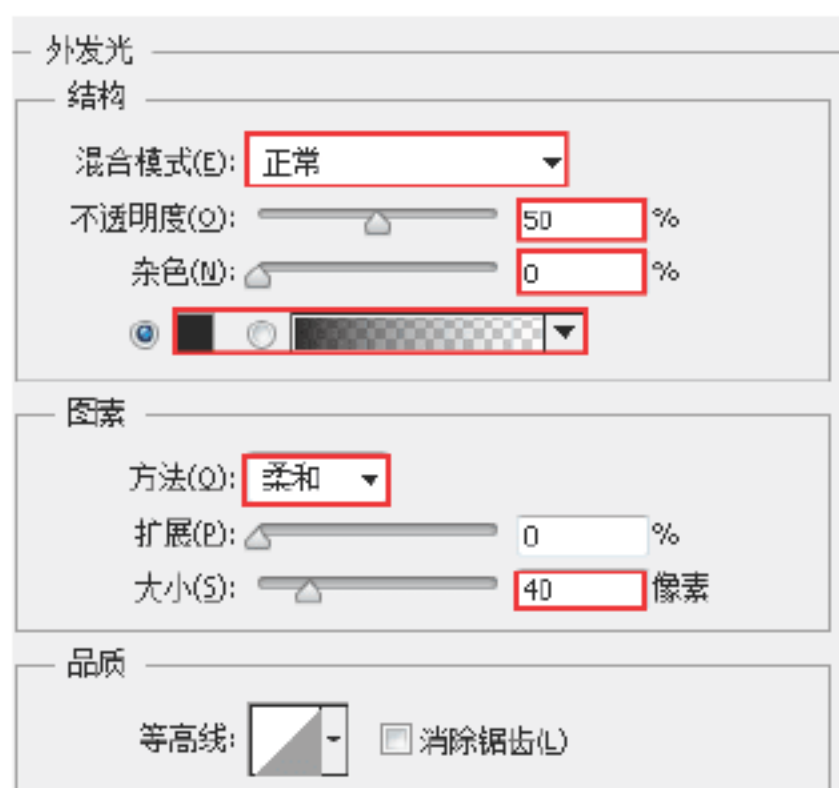 外发光
结构
混合模式(E): 正常
不透明度(O): 50 %
杂色(N): 0 %
图素
方法(Q): 柔和
扩展(P): 0 %
大小(S): 40 像素
品质
等高线: 消除锯齿(L)